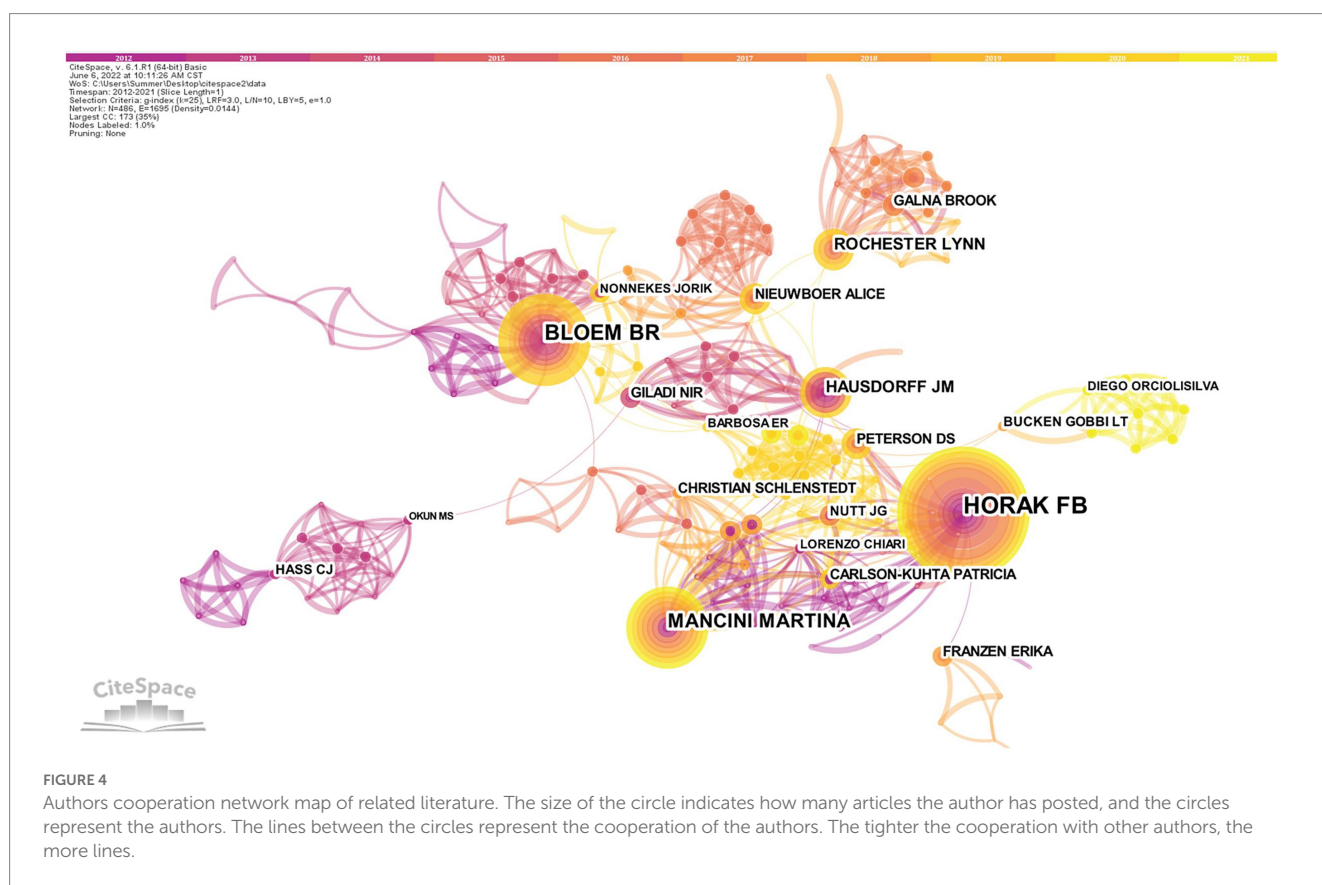 2012 2013 2014 2015 2016 2017 2018 2019 2020 2021
CiteSpace, v. 6.1.R1 (64-bit) Basic
June 6, 2022 at 10:11:26 AM CST
WoS: C:\Users\Summer\Desktop\citespace2\data
Timespan: 2012-2021 (Slice Length=1)
Selection Criteria: g-index (k=25), LRF=3.0, L/N=10, LBY=5, e=1.0
Network: N=486, E=1695 (Density=0.0144)
Largest CC: 173 (35%)
Nodes Labeled: 1.0%
Pruning: None
GALNA BROOK
ROCHESTER LYNN
NONNEKES JORIK
NIEUWBOER ALICE
BLOEM BR
HAUSDORFF JM
DIEGO ORCIOLISILVA
GILADI NIR
BARBOSA ER
BUCKEN GOBBI LT
PETERSON DS
CHRISTIAN SCHLENSTEDT
HORAK FB
NUTT JG
OKUN MS
LORENZO CHIARI
HASS CJ
CARLSON-KUHTA PATRICIA
MANCINI MARTINA
FRANZEN ERIKA
CiteSpace
FIGURE 4
Authors cooperation network map of related literature. The size of the circle indicates how many articles the author has posted, and the circles
represent the authors. The lines between the circles represent the cooperation of the authors. The tighter the cooperation with other authors, the
more lines.